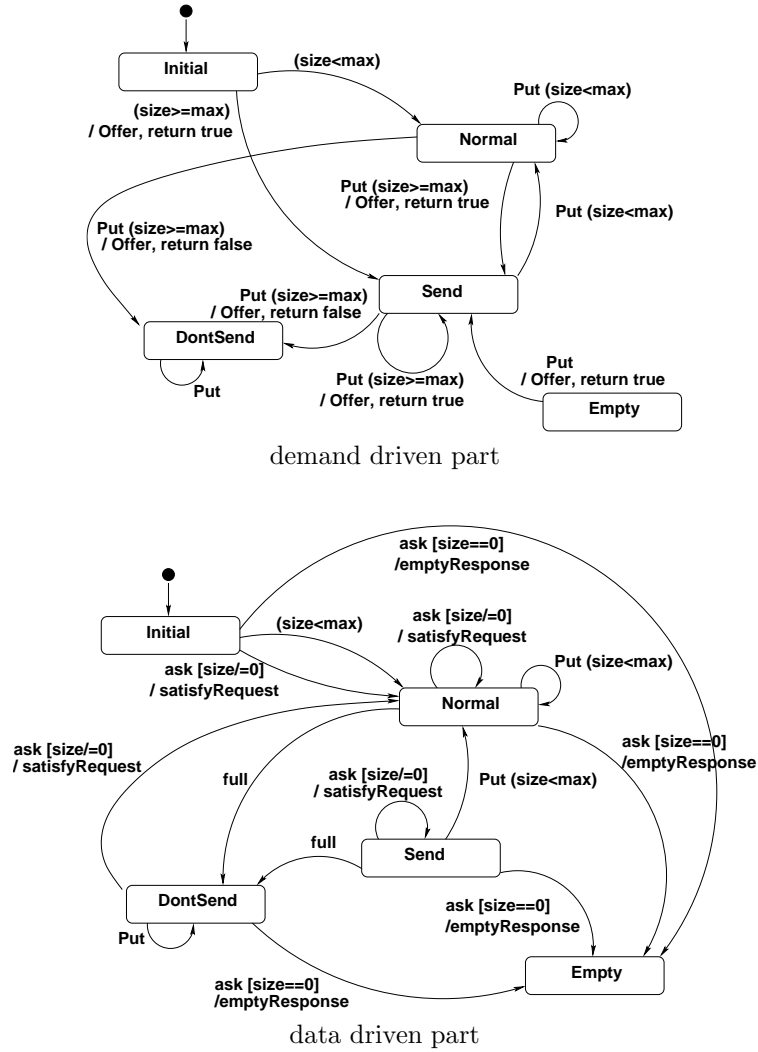 Initial
(size<max)
(size>=max)
/ Offer, return true
Put (size<max)
Normal
Put (size>=max)
/ Offer, return true
Put (size<max)
Put (size>=max)
/ Offer, return false
Send
Put (size>=max)
/ Offer, return false
DontSend
Put
Put (size>=max)
/ Offer, return true
Put
/ Offer, return true
Empty
demand driven part
ask [size==0]
/emptyResponse
Initial
(size<max)
ask [size/=0]
/ satisfyRequest
ask [size/=0]
/ satisfyRequest
Put (size<max)
Normal
ask [size/=0]
/ satisfyRequest
full
ask [size/=0]
/ satisfyRequest
Put (size<max)
ask [size==0]
/emptyResponse
full
Send
DontSend
Put
ask [size==0]
/emptyResponse
ask [size==0]
/emptyResponse
Empty
data driven part